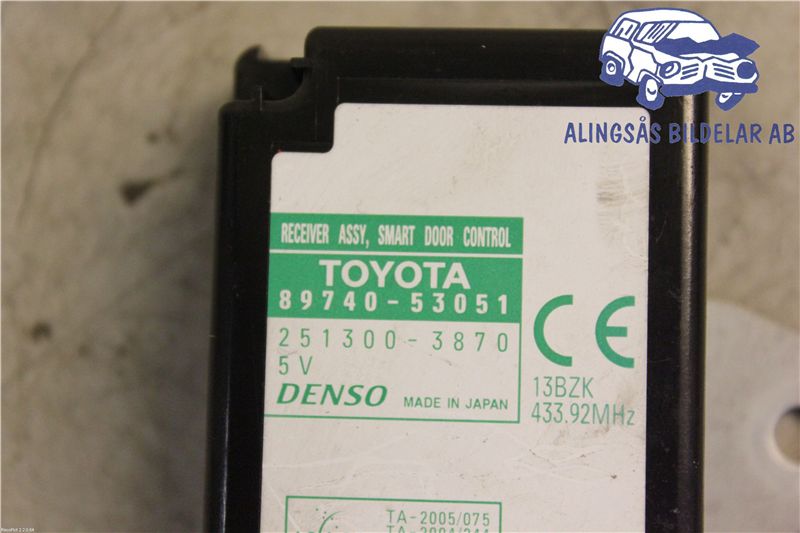 ALINGSÅS BILDELAR AB
RECEIVER ASSY, SMART DOOR CONTROL
TOYOTA
89740-53051
251300-3870
5V
DENSO MADE IN JAPAN
CE
13BZK
433.92MHz
TA-2005/075